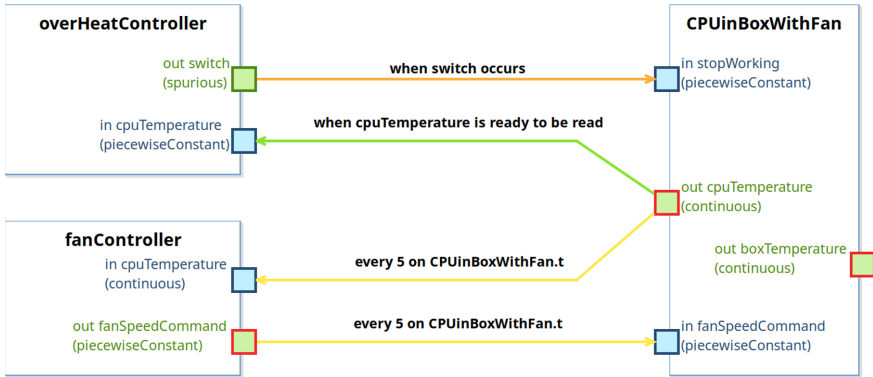 overHeatController
out switch
(spurious)
in cpuTemperature
(piecewiseConstant)
when switch occurs
when cpuTemperature is ready to be read
CPUinBoxWithFan
in stopWorking
(piecewiseConstant)
out cpuTemperature
(continuous)
out boxTemperature
(continuous)
in fanSpeedCommand
(piecewiseConstant)
fanController
in cpuTemperature
(continuous)
out fanSpeedCommand
(piecewiseConstant)
every 5 on CPUinBoxWithFan.t
every 5 on CPUinBoxWithFan.t